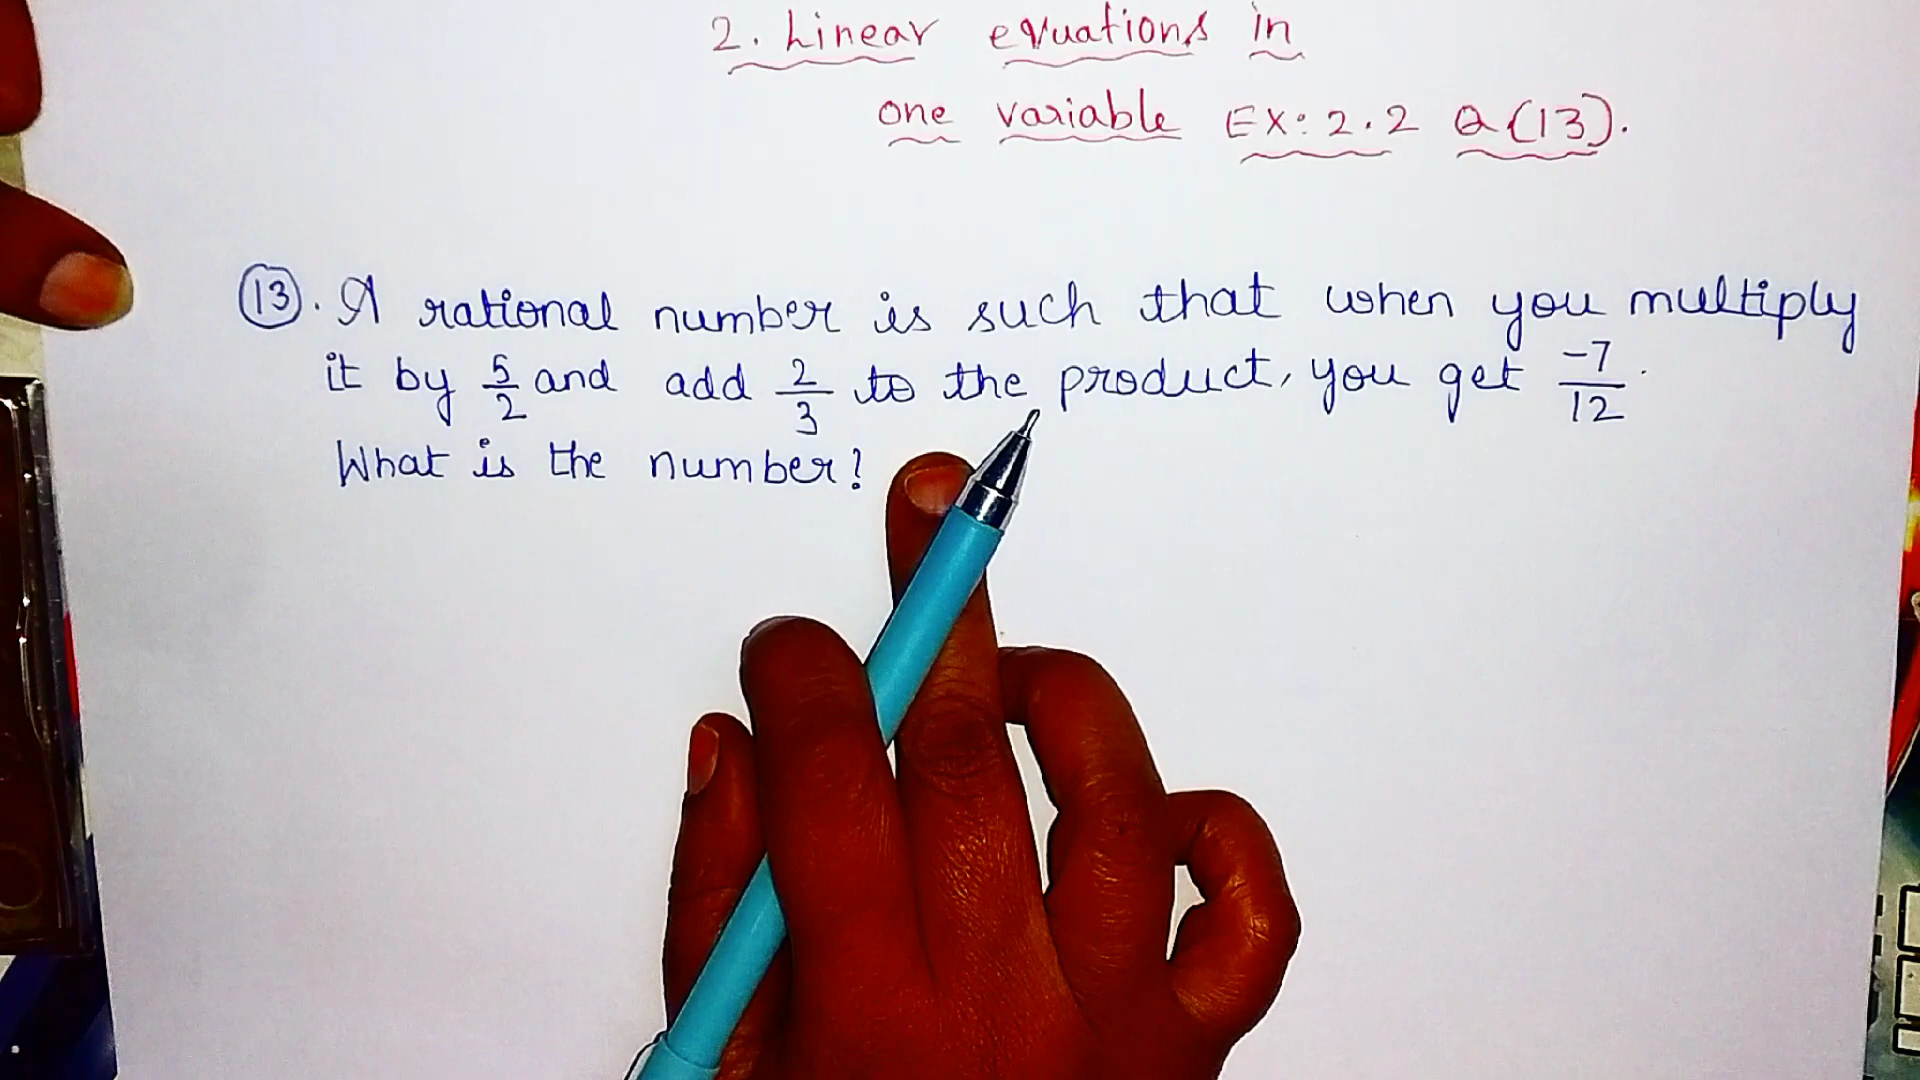 2. Linear equations in
one variable EX: 2.2 Q(13).
(13). A rational number is such that when you multiply
it by 5/2 and add 2/3 to the product, you get -7/12.
What is the number?